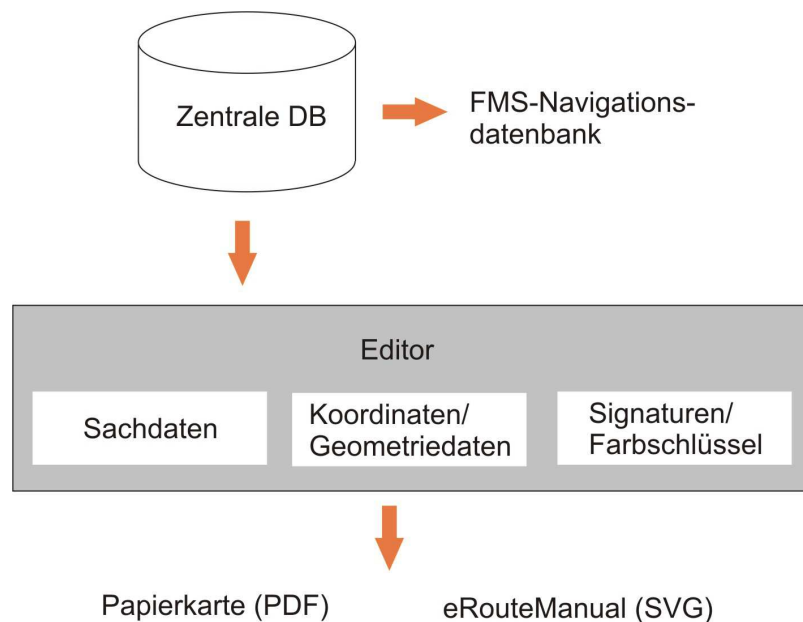 Zentrale DB
FMS-Navigations-
datenbank
Editor
Sachdaten
Koordinaten/
Geometriedaten
Signaturen/
Farbschlüssel
Papierkarte (PDF)
eRouteManual (SVG)